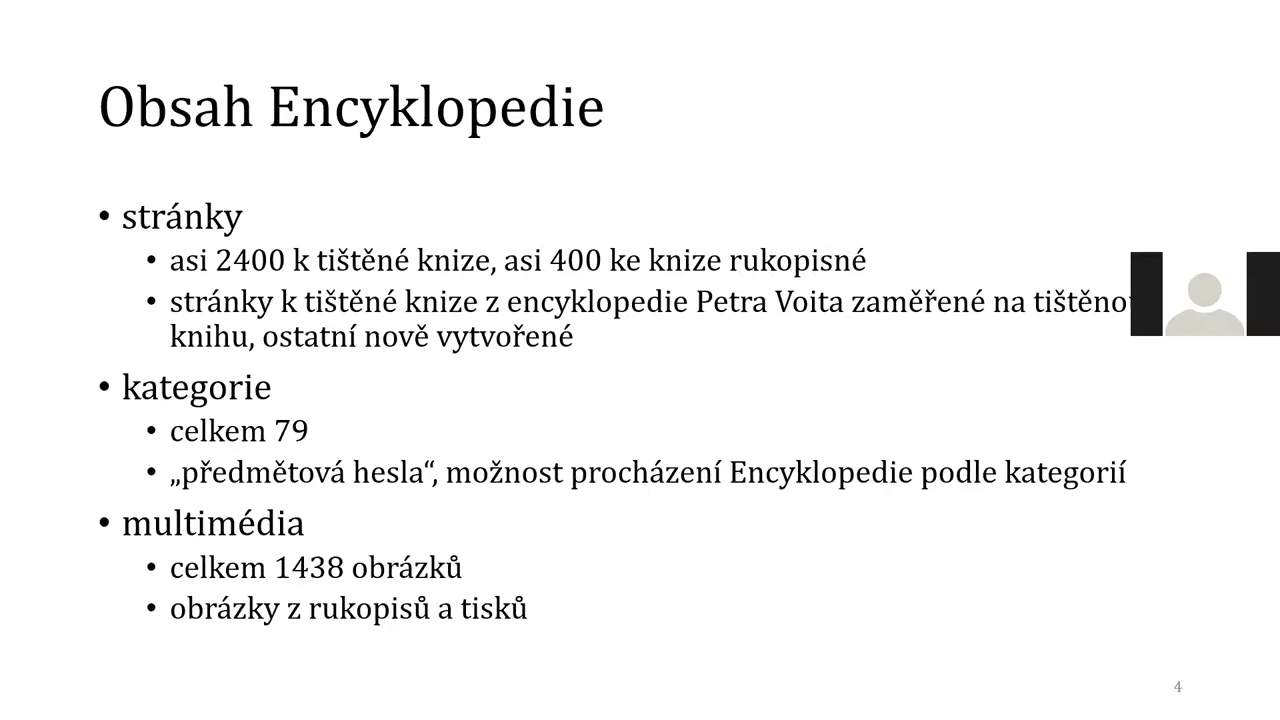 Obsah Encyklopedie
• stránky
• asi 2400 k tištěné knize, asi 400 ke knize rukopisné
• stránky k tištěné knize z encyklopedie Petra Voita zaměřené na
knihu, ostatní nově vytvořené
• kategorie
• celkem 79
• „předmětová hesla“, možnost procházení Encyklopedie podle kategorií
• multimédia
• celkem 1438 obrázků
• obrázky z rukopisů a tisků
4